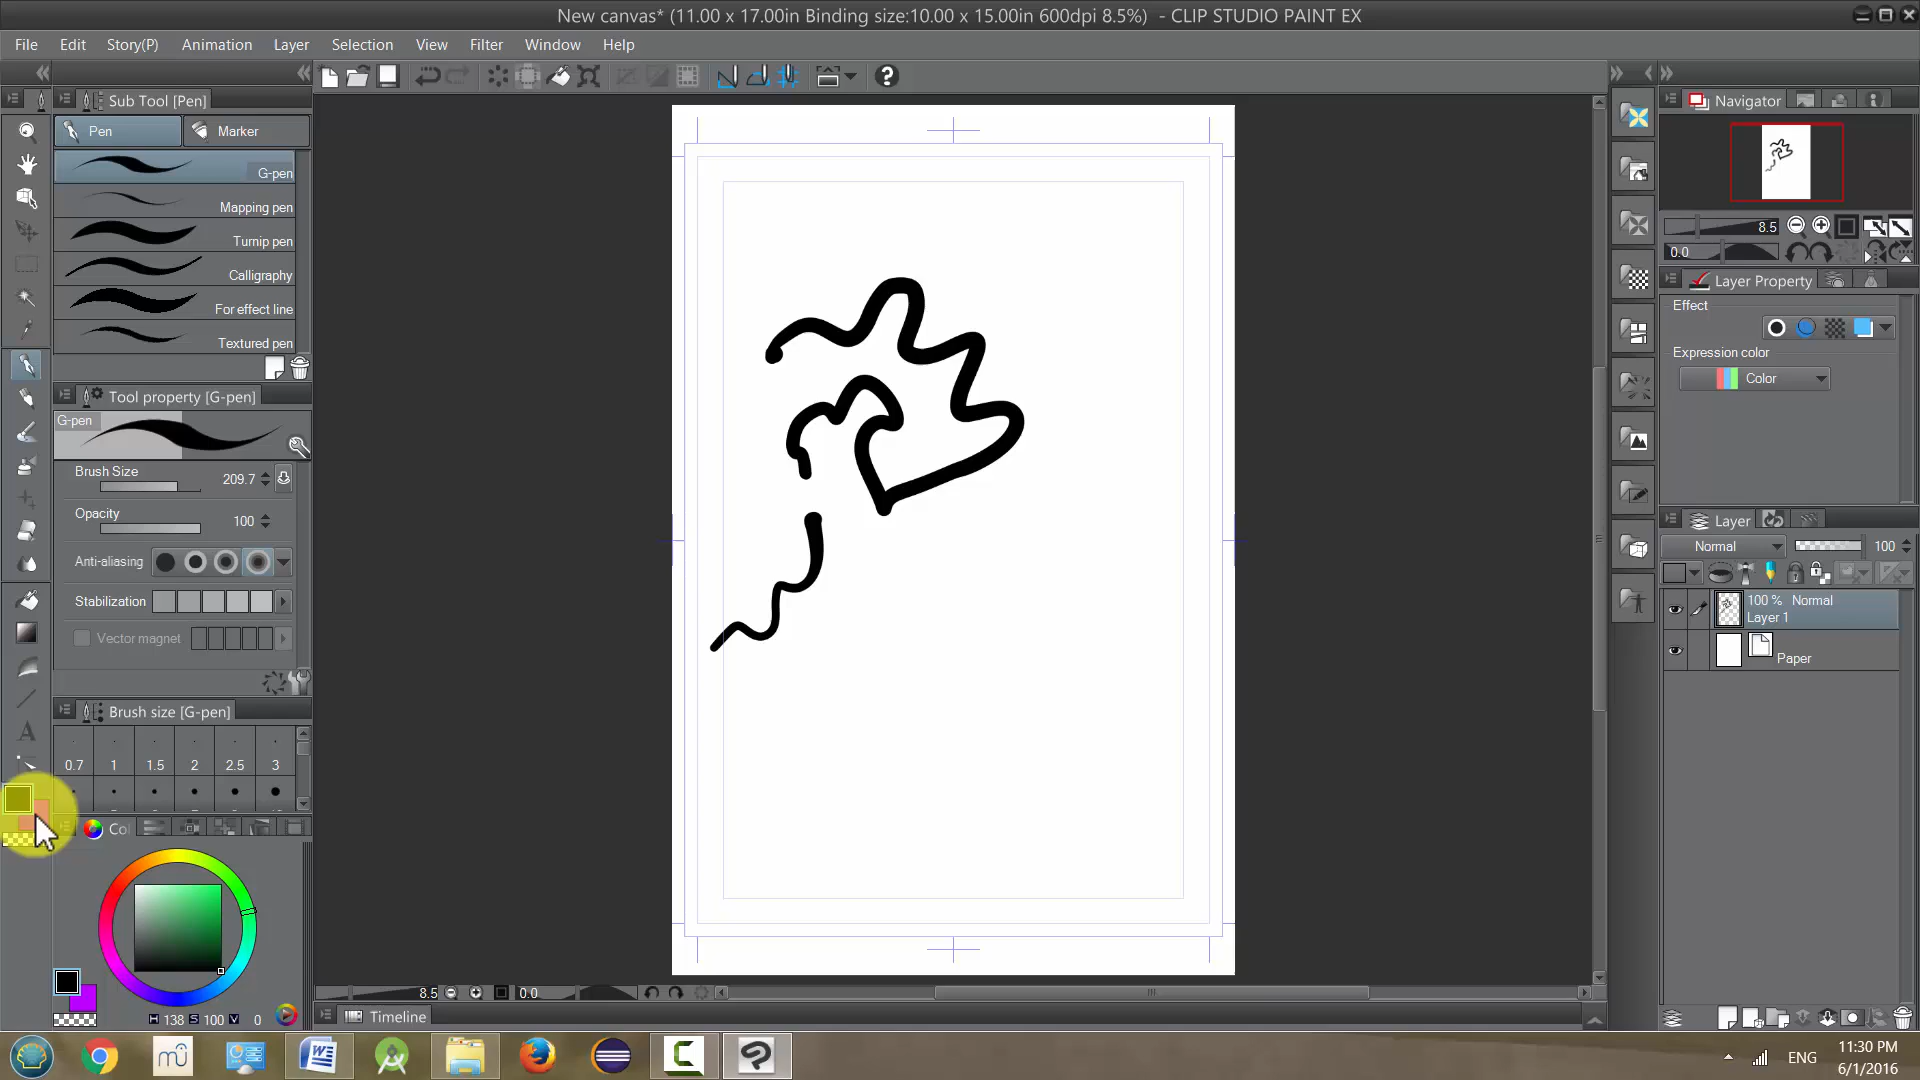 New canvas* (11.00 x 17.00in Binding size:10.00 x 15.00in 600dpi 8.5%) - CLIP STUDIO PAINT EX
File Edit Story(P) Animation Layer Selection View Filter Window Help
Sub Tool [Pen]
Pen Marker
G-pen
Mapping pen
Turnip pen
Calligraphy
For effect line
Textured pen
Tool property [G-pen]
G-pen
Brush Size 209.7
Opacity 100
Anti-aliasing
Stabilization
Vector magnet
Brush size [G-pen]
0.7 1 1.5 2 2.5 3
Col
H 138 S 100 V 0
8.5 0.0
Timeline
Navigator
8.5
0.0
Layer Property
Effect
Expression color
Color
Layer
Normal 100
100 % Normal
Layer 1
Paper
ENG
11:30 PM
6/1/2016